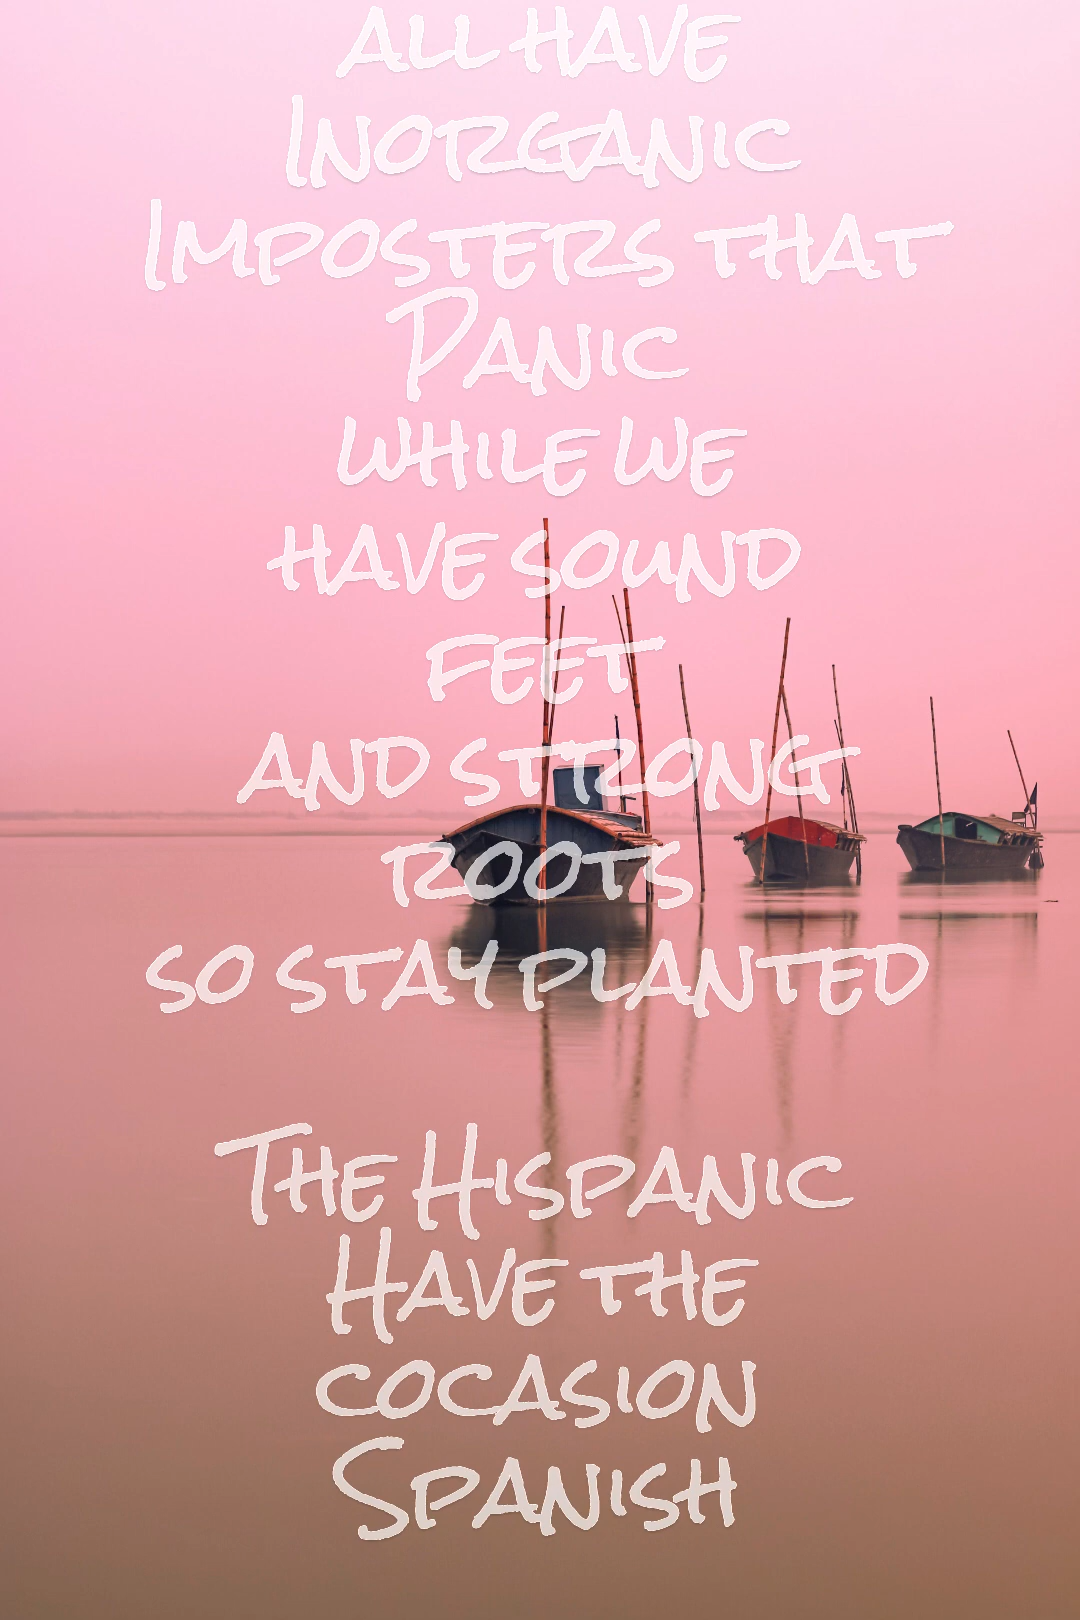 all have
Inorganic
Imposters that
Panic
while We
have sound
feet
and strong
roots
so stay planted
The Hispanic
Have the
cocasion
Spanish